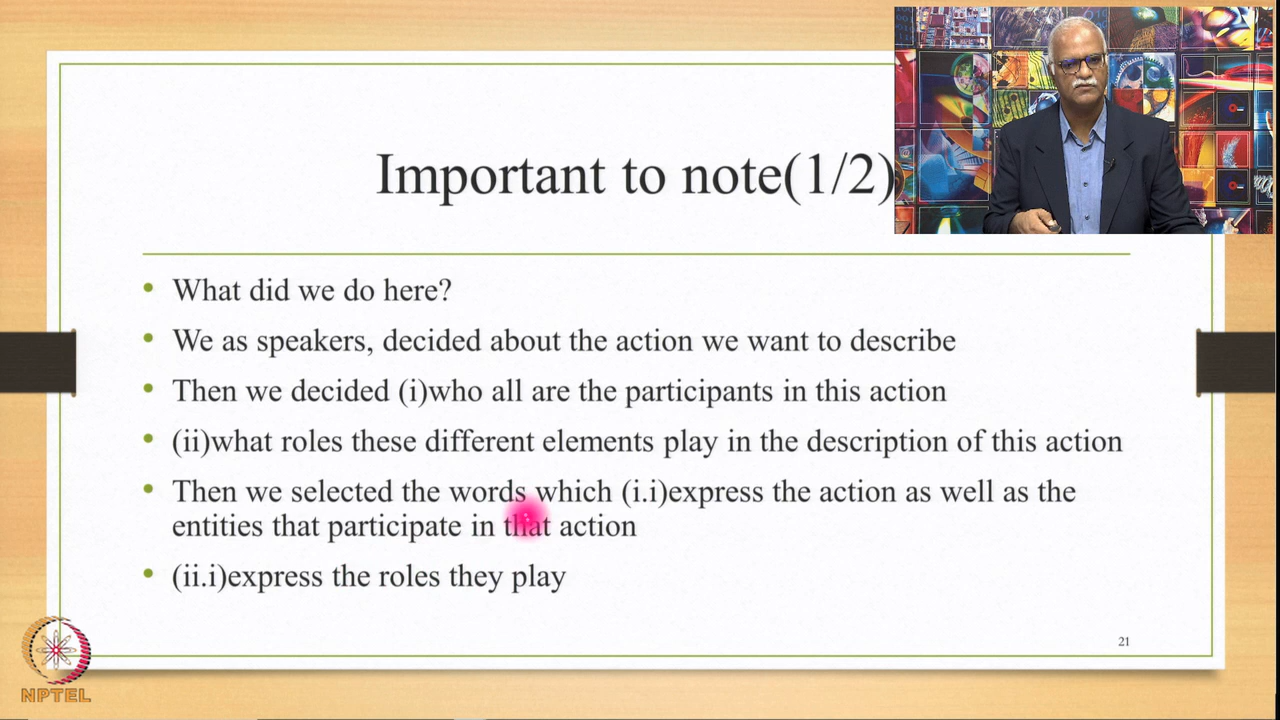 Important to note(1/2)
What did we do here?
We as speakers, decided about the action we want to describe
Then we decided (i)who all are the participants in this action
(ii)what roles these different elements play in the description of this action
Then we selected the words which (i.i)express the action as well as the
entities that participate in that action
(ii.i)express the roles they play
21
NPTEL